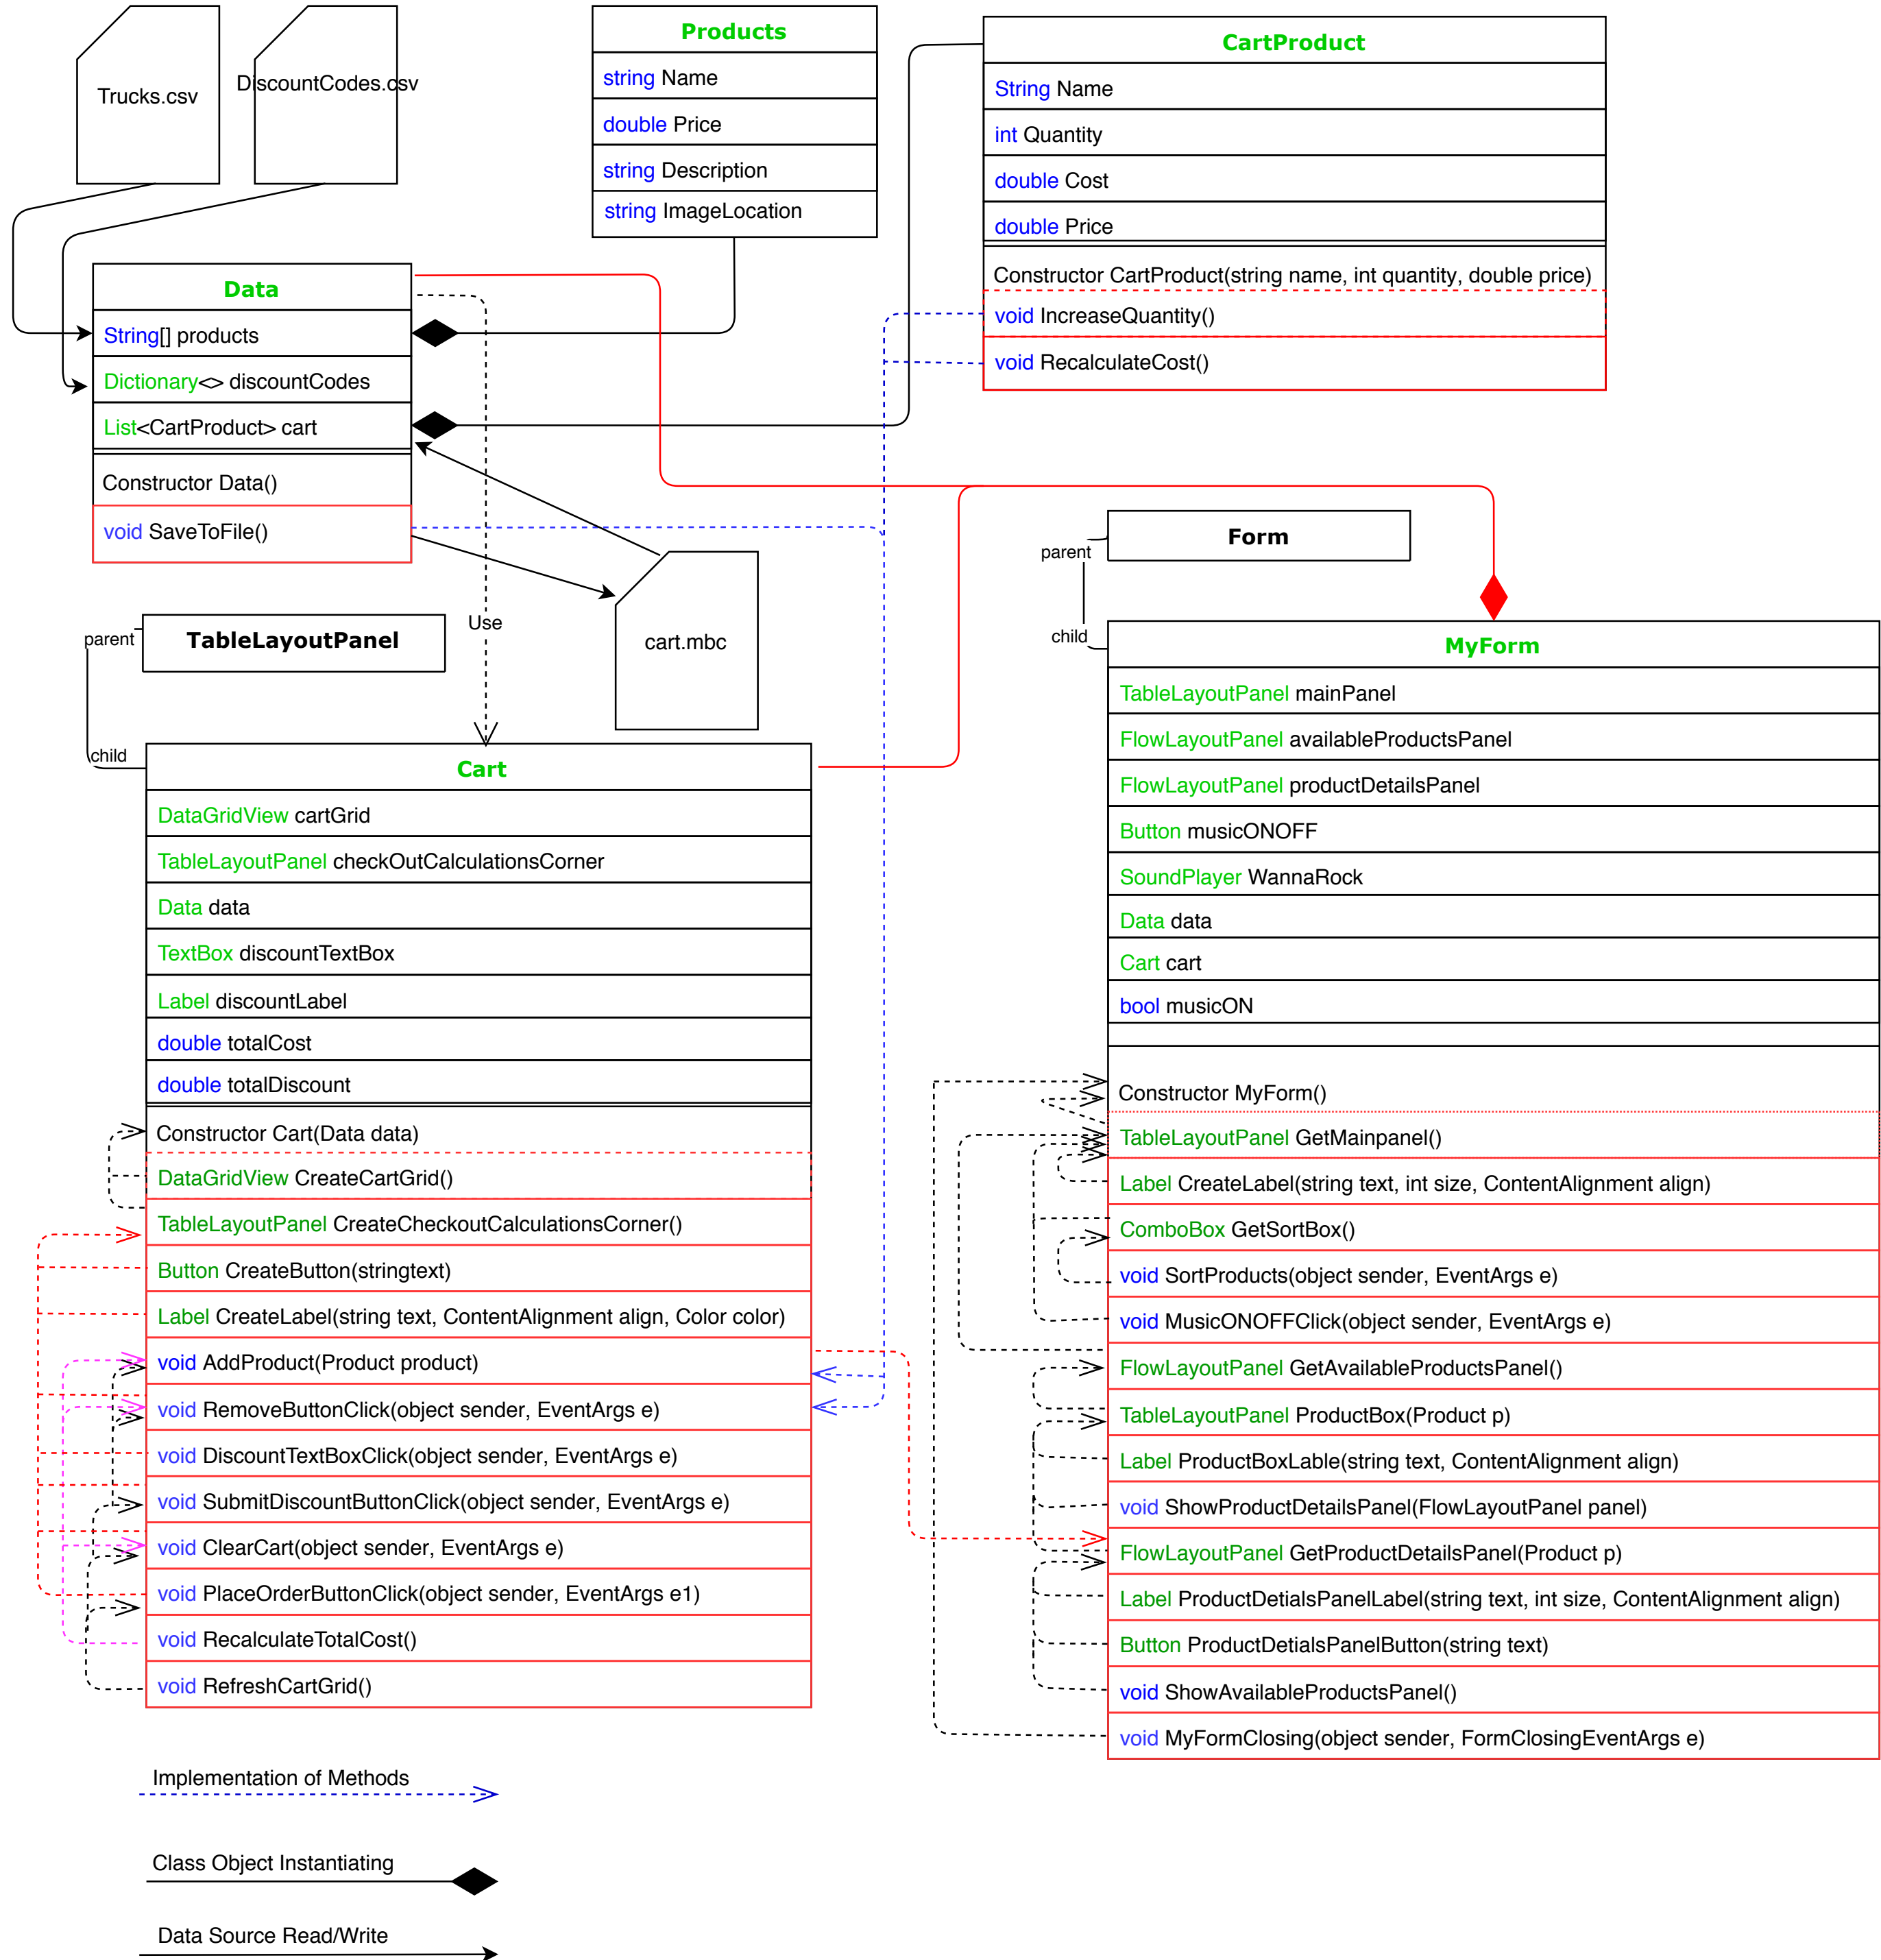 Trucks.csv
DiscountCodes.csv
Products
string Name
double Price
string Description
string ImageLocation
CartProduct
String Name
int Quantity
double Cost
double Price
Constructor CartProduct(string name, int quantity, double price)
void IncreaseQuantity()
void RecalculateCost()
Data
String[] products
Dictionary<> discountCodes
List<CartProduct> cart
Constructor Data()
void SaveToFile()
Use
cart.mbc
parent
Form
child
parent
TableLayoutPanel
child
Cart
DataGridView cartGrid
TableLayoutPanel checkOutCalculationsCorner
Data data
TextBox discountTextBox
Label discountLabel
double totalCost
double totalDiscount
Constructor Cart(Data data)
DataGridView CreateCartGrid()
TableLayoutPanel CreateCheckoutCalculationsCorner()
Button CreateButton(stringtext)
Label CreateLabel(string text, ContentAlignment align, Color color)
void AddProduct(Product product)
void RemoveButtonClick(object sender, EventArgs e)
void DiscountTextBoxClick(object sender, EventArgs e)
void SubmitDiscountButtonClick(object sender, EventArgs e)
void ClearCart(object sender, EventArgs e)
void PlaceOrderButtonClick(object sender, EventArgs e1)
void RecalculateTotalCost()
void RefreshCartGrid()
MyForm
TableLayoutPanel mainPanel
FlowLayoutPanel availableProductsPanel
FlowLayoutPanel productDetailsPanel
Button musicONOFF
SoundPlayer WannaRock
Data data
Cart cart
bool musicON
Constructor MyForm()
TableLayoutPanel GetMainpanel()
Label CreateLabel(string text, int size, ContentAlignment align)
ComboBox GetSortBox()
void SortProducts(object sender, EventArgs e)
void MusicONOFFClick(object sender, EventArgs e)
FlowLayoutPanel GetAvailableProductsPanel()
TableLayoutPanel ProductBox(Product p)
Label ProductBoxLable(string text, ContentAlignment align)
void ShowProductDetailsPanel(FlowLayoutPanel panel)
FlowLayoutPanel GetProductDetailsPanel(Product p)
Label ProductDetialsPanelLabel(string text, int size, ContentAlignment align)
Button ProductDetialsPanelButton(string text)
void ShowAvailableProductsPanel()
void MyFormClosing(object sender, FormClosingEventArgs e)
Implementation of Methods
Class Object Instantiating
Data Source Read/Write